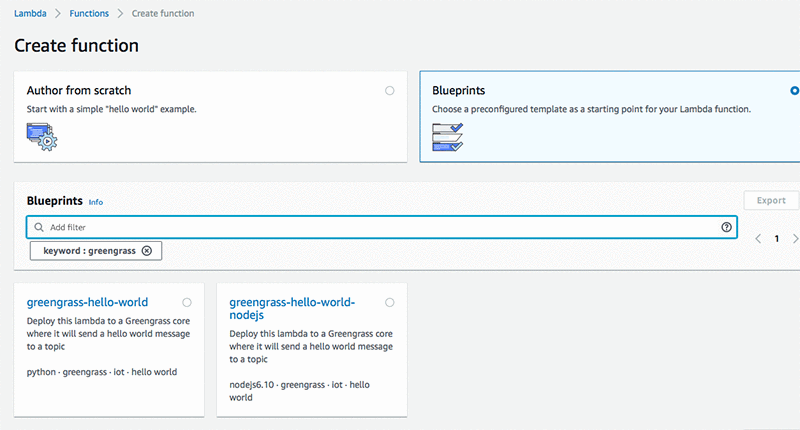 Lambda > Functions > Create function
Create function
Author from scratch
Start with a simple "hello world" example.
Blueprints
Choose a preconfigured template as a starting point for your Lambda function.
Blueprints Info
Export
Add filter
1
keyword : greengrass
greengrass-hello-world
Deploy this lambda to a Greengrass core
where it will send a hello world message
to a topic
python · greengrass · iot · hello world
greengrass-hello-world-
nodejs
Deploy this lambda to a Greengrass core
where it will send a hello world message
to a topic
nodejs6.10 · greengrass · iot · hello
world